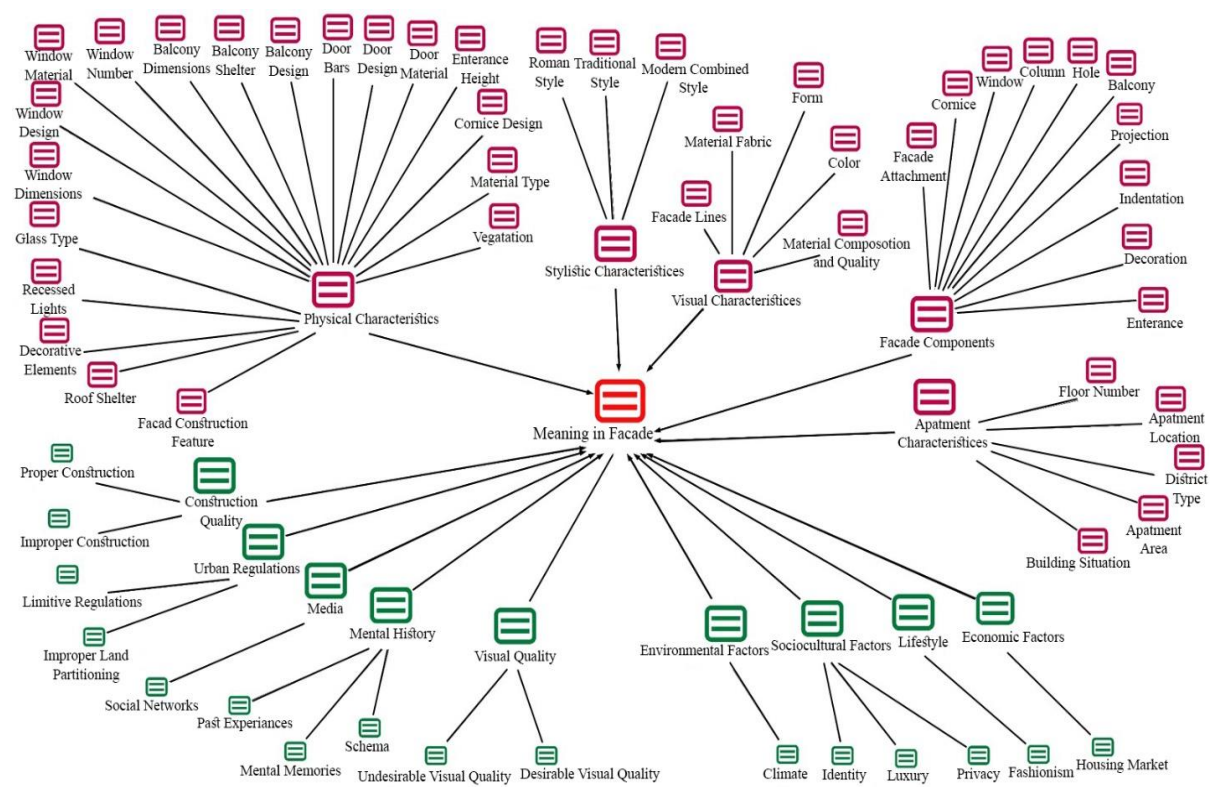 Window
Material
Window
Number
Balcony
Dimensions
Balcony
Shelter
Balcony
Design
Door
Bars
Door
Design
Door
Material
Enterance
Height
Cornice Design
Material Type
Vegatation
Window
Design
Window
Dimensions
Glass Type
Recessed
Lights
Decorative
Elements
Roof Shelter
Facad Construction
Feature
Physical Characteristics
Roman
Style
Traditional
Style
Modern Combined
Style
Stylistic Characteristices
Facade Lines
Material Fabric
Form
Color
Material Composotion
and Quality
Visual Characteristices
Facade
Attachment
Cornice
Window
Column
Hole
Balcony
Projection
Indentation
Decoration
Enterance
Facade Components
Meaning in Facade
Apatment
Characteristices
Floor Number
Apatment
Location
District
Type
Apatment
Area
Building Situation
Proper Construction
Improper Construction
Construction
Quality
Urban Regulations
Limitive Regulations
Improper Land
Partitioning
Media
Social Networks
Mental History
Past Experiances
Mental Memories
Schema
Visual Quality
Undesirable Visual Quality
Desirable Visual Quality
Environmental Factors
Climate
Sociocultural Factors
Identity
Luxury
Privacy
Lifestyle
Fashionism
Economic Factors
Housing Market